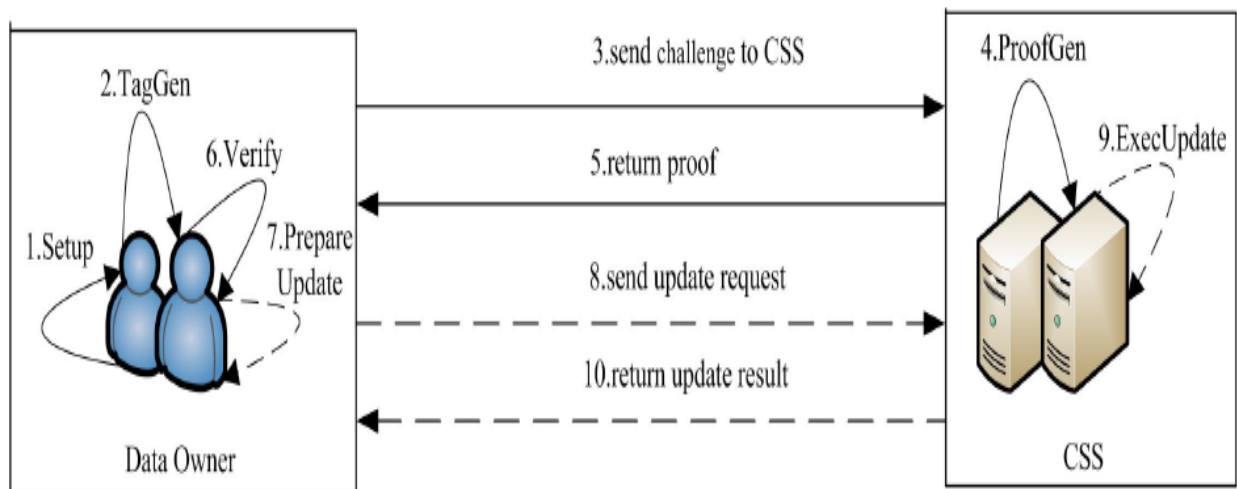 3.send challenge to CSS
4.ProofGen
2.TagGen
6.Verify
9.ExecUpdate
5.return proof
1.Setup
7.Prepare
Update
8.send update request
10.return update result
Data Owner
CSS